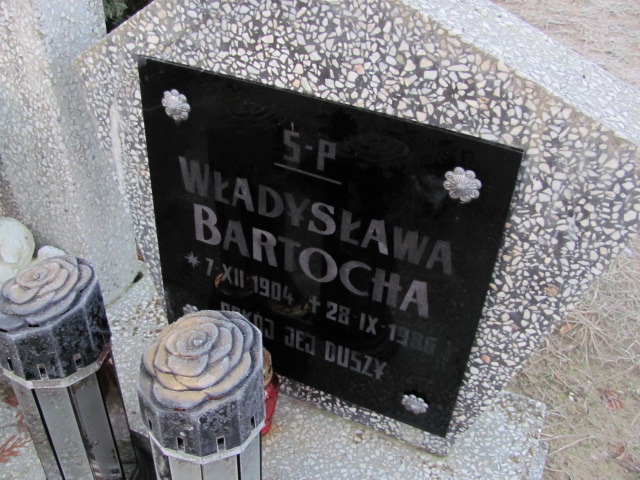 Ś-P
WŁADYSŁAWA
BARTOCHA
*7·XII·1904 +28·IX·1986
POKÓJ JEJ DUSZY